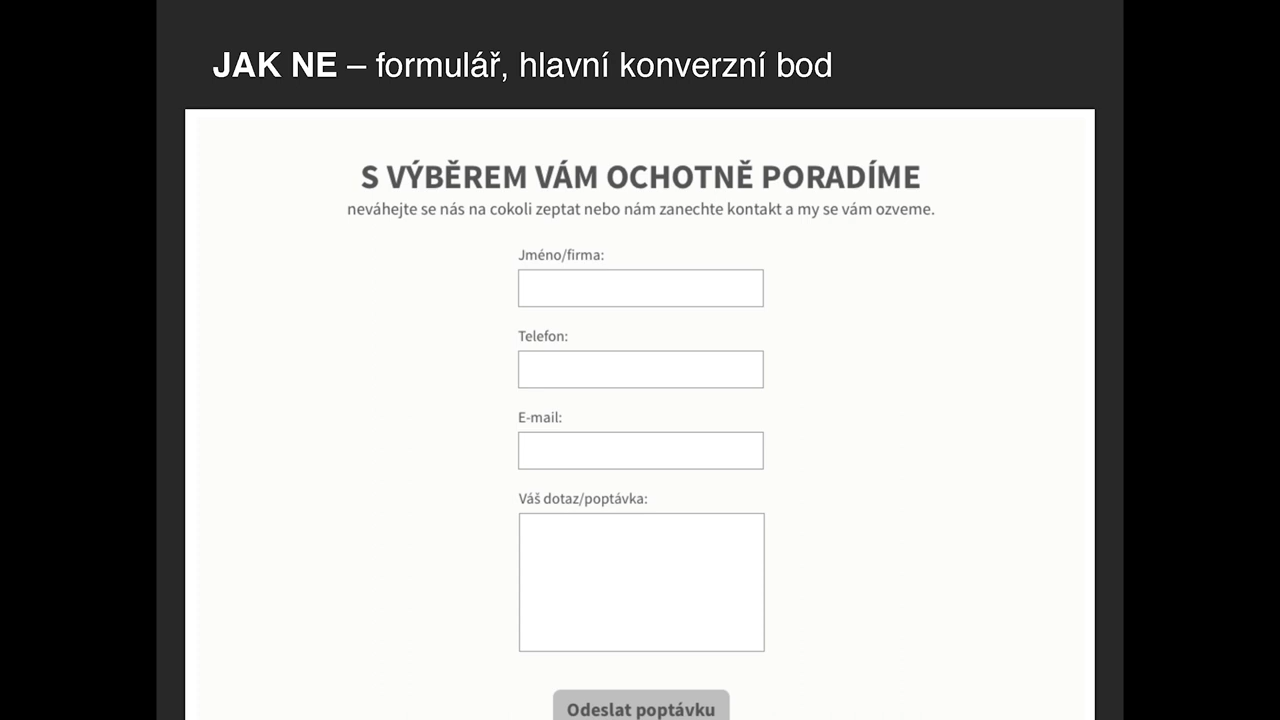 JAK NE – formulář, hlavní konverzní bod
S VÝBĚREM VÁM OCHOTNĚ PORADÍME
neváhejte se nás na cokoli zeptat nebo nám zanechte kontakt a my se vám ozveme.
Jméno/firma:
Telefon:
E-mail:
Váš dotaz/poptávka:
Odeslat poptávku